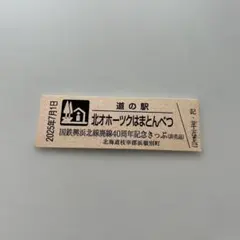 2025年7月1日
道の駅
北オホーツクはまとんべつ
国鉄興浜北線廃線40周年記念きっぷ
北海道枝幸郡浜頓別町